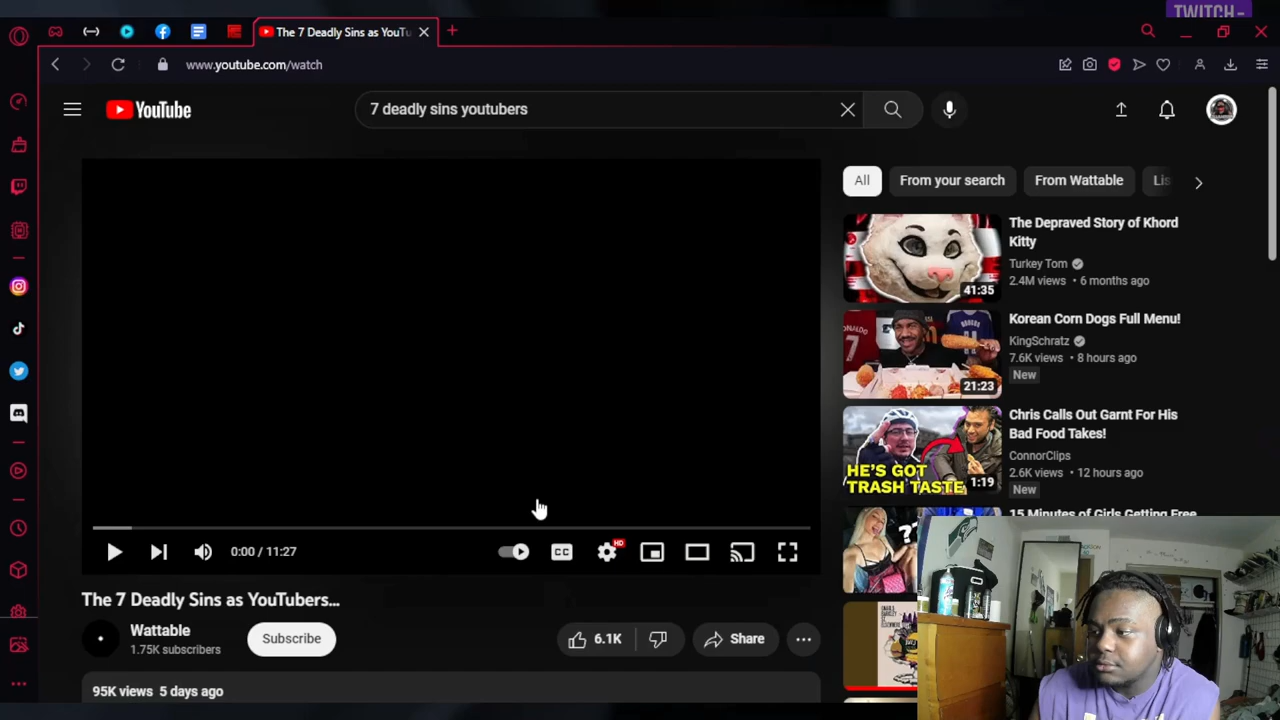 TWITCH -
The 7 Deadly Sins as YouTu
www.youtube.com/watch
YouTube
7 deadly sins youtubers
All
From your search
From Wattable
Lis
The Depraved Story of Khord
Kitty
Turkey Tom
2.4M views • 6 months ago
41:35
Korean Corn Dogs Full Menu!
KingSchratz
7.6K views • 8 hours ago
New
21:23
Chris Calls Out Garnt For His
Bad Food Takes!
ConnorClips
2.6K views • 12 hours ago
New
HE'S GOT
TRASH TASTE
1:19
15 Minutes of Girls Getting Free
??
0:00 / 11:27
CC
HD
The 7 Deadly Sins as YouTubers...
Wattable
1.75K subscribers
Subscribe
6.1K
Share
95K views 5 days ago